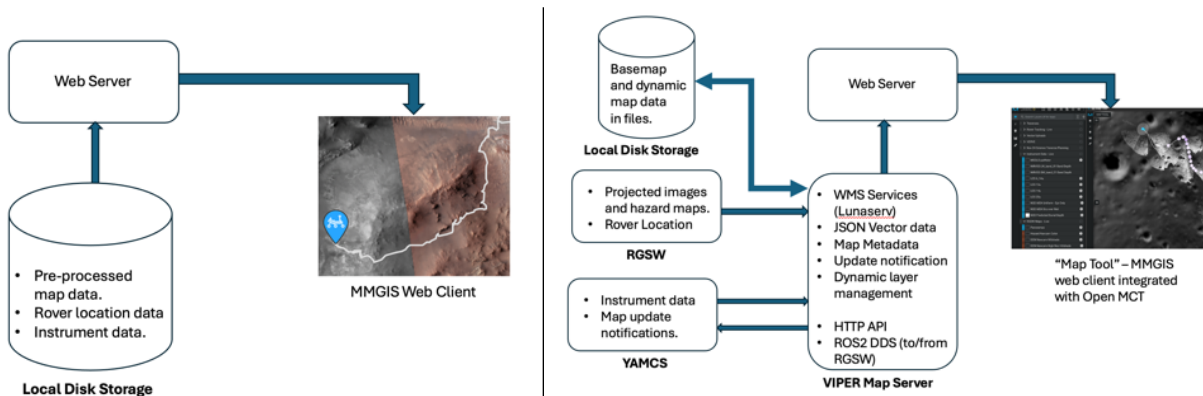 Web Server
MMGIS Web Client
• Pre-processed
map data.
• Rover location data
• Instrument data.
Local Disk Storage
Basemap
and dynamic
map data
in files.
Local Disk Storage
Web Server
• Projected images
and hazard maps.
• Rover Location
RGSW
• Instrument data
• Map update
notifications.
YAMCS
• WMS Services
(Lunaserv)
• JSON Vector data
• Map Metadata
• Update notification
• Dynamic layer
management
• HTTP API
• ROS2 DDS (to/from
RGSW)
VIPER Map Server
“Map Tool” – MMGIS
web client integrated
with Open MCT